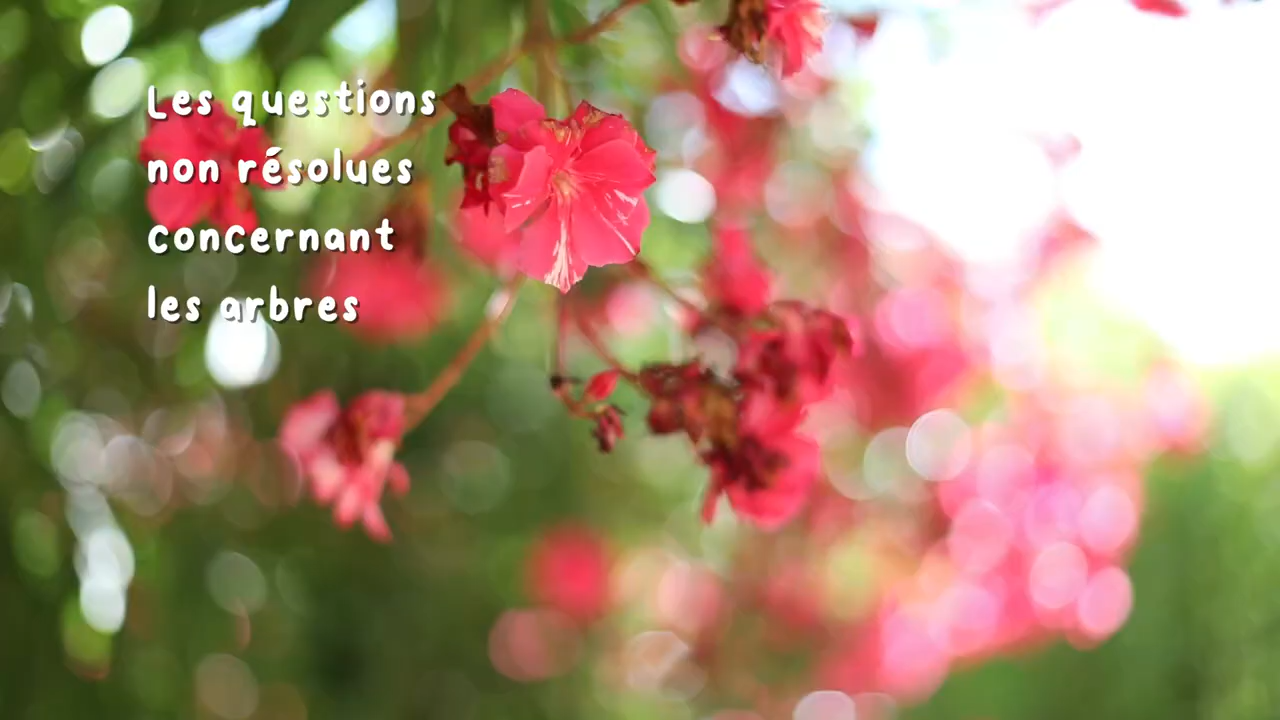 Les questions
non résolues
concernant
les arbres